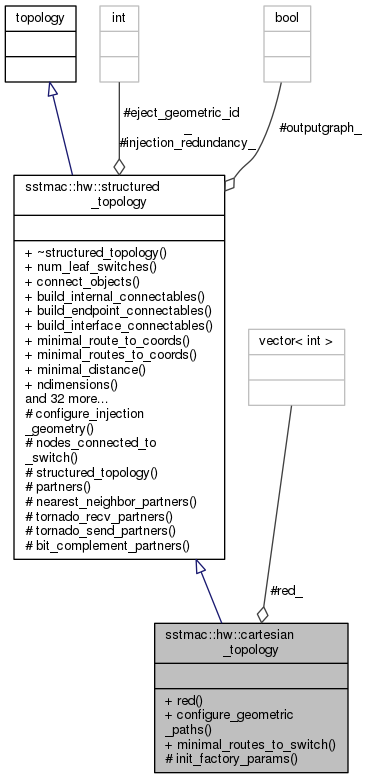 topology
int
bool
#eject_geometric_id
_
#injection_redundancy_
#outputgraph_
sstmac::hw::structured
_topology
+ ~structured_topology()
+ num_leaf_switches()
+ connect_objects()
+ build_internal_connectables()
+ build_endpoint_connectables()
+ build_interface_connectables()
+ minimal_route_to_coords()
+ minimal_routes_to_coords()
+ minimal_distance()
+ ndimensions()
and 32 more...
# configure_injection
_geometry()
# nodes_connected_to
_switch()
# structured_topology()
# partners()
# nearest_neighbor_partners()
# tornado_recv_partners()
# tornado_send_partners()
# bit_complement_partners()
vector< int >
#red_
sstmac::hw::cartesian
_topology
+ red()
+ configure_geometric
_paths()
+ minimal_routes_to_switch()
# init_factory_params()